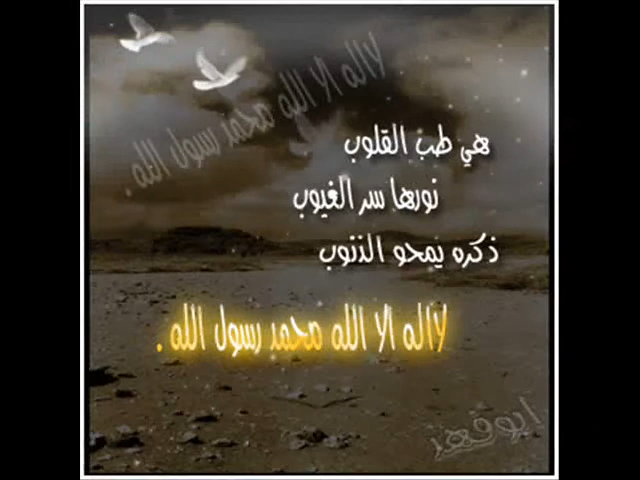 لااله الا الله محمد رسول الله .
هي طب القلوب
نورها سر الغيوب
ذكره يمحو الذنوب
لااله الا الله محمد رسول الله .
ابوفهد